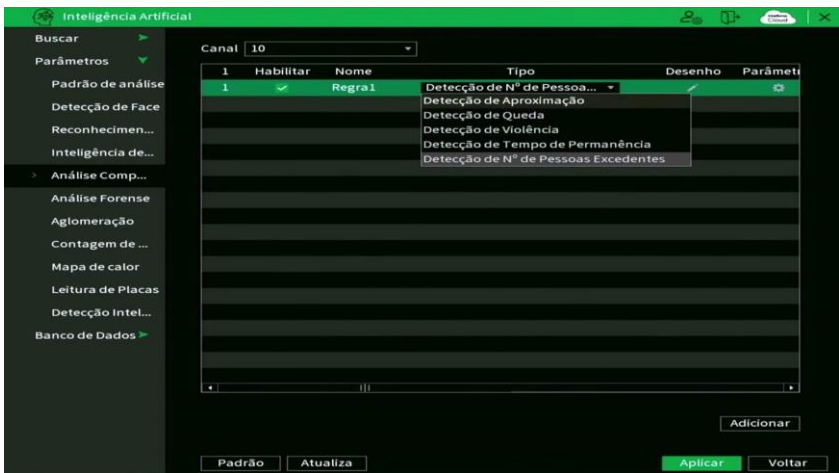 Inteligência Artificial
Buscar
Parâmetros
Padrão de análise
Detecção de Face
Reconhecimen...
Inteligência de...
Análise Comp...
Análise Forense
Aglomeração
Contagem de ...
Mapa de calor
Leitura de Placas
Detecção Intel...
Banco de Dados
Canal 10
1 Habilitar Nome Tipo Desenho Parâmet
1 Regra1 Detecção de Nº de Pessoa...
Detecção de Aproximação
Detecção de Queda
Detecção de Violência
Detecção de Tempo de Permanência
Detecção de Nº de Pessoas Excedentes
Adicionar
Padrão Atualiza Aplicar Voltar